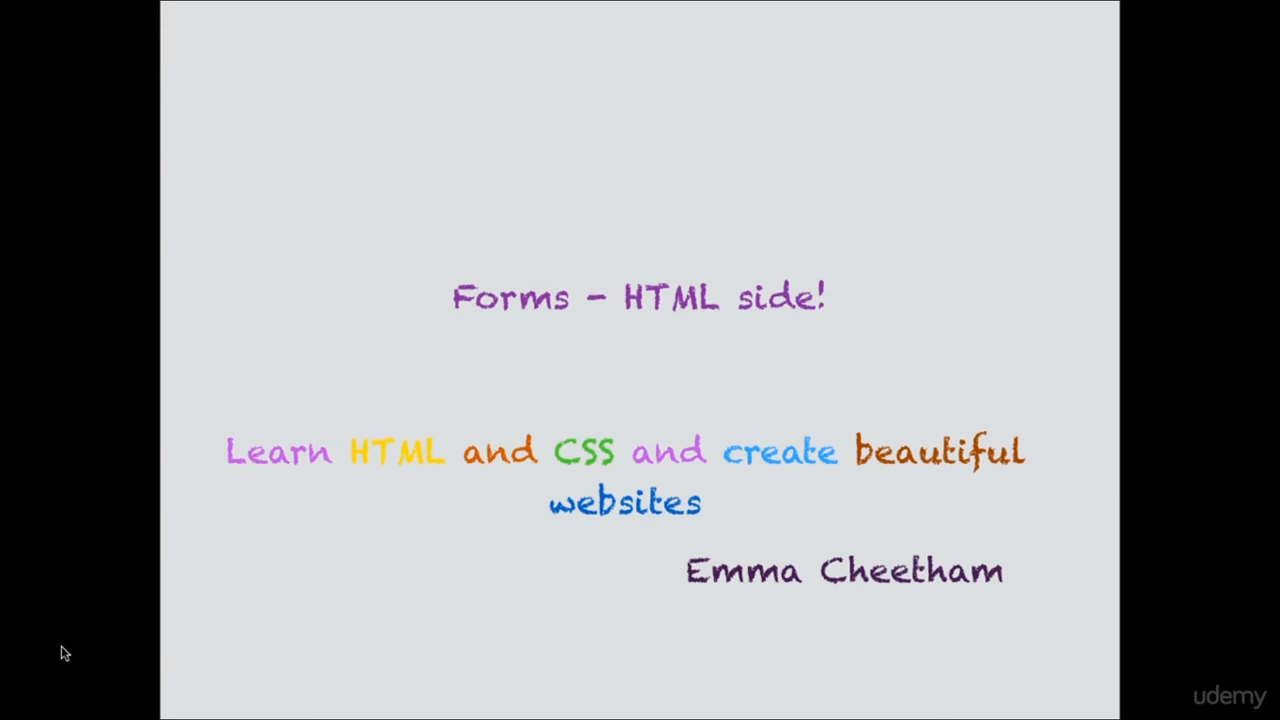 Forms - HTML side!
Learn HTML and CSS and create beautiful
websites
Emma Cheetham
udemy